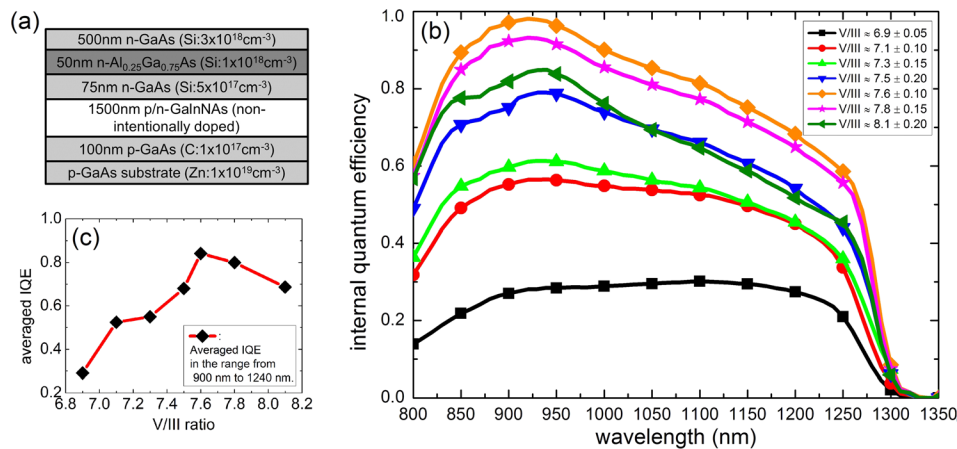 (a)
500nm n-GaAs (Si:3x10¹⁸cm⁻³)
50nm n-Al₀.₂₅Ga₀.₇₅As (Si:1x10¹⁸cm⁻³)
75nm n-GaAs (Si:5x10¹⁷cm⁻³)
1500nm p/n-GaInNAs (non-
intentionally doped)
100nm p-GaAs (C:1x10¹⁷cm⁻³)
p-GaAs substrate (Zn:1x10¹⁹cm⁻³)
(c)
averaged IQE
1.0
0.8
0.6
0.4
0.2
6.8 7.0 7.2 7.4 7.6 7.8 8.0 8.2
V/III ratio
:
Averaged IQE
in the range from
900 nm to 1240 nm.
(b)
internal quantum efficiency
1.0
0.8
0.6
0.4
0.2
0.0
800 850 900 950 1000 1050 1100 1150 1200 1250 1300 1350
wavelength (nm)
V/III ≈ 6.9 ± 0.05
V/III ≈ 7.1 ± 0.10
V/III ≈ 7.3 ± 0.15
V/III ≈ 7.5 ± 0.20
V/III ≈ 7.6 ± 0.10
V/III ≈ 7.8 ± 0.15
V/III ≈ 8.1 ± 0.20